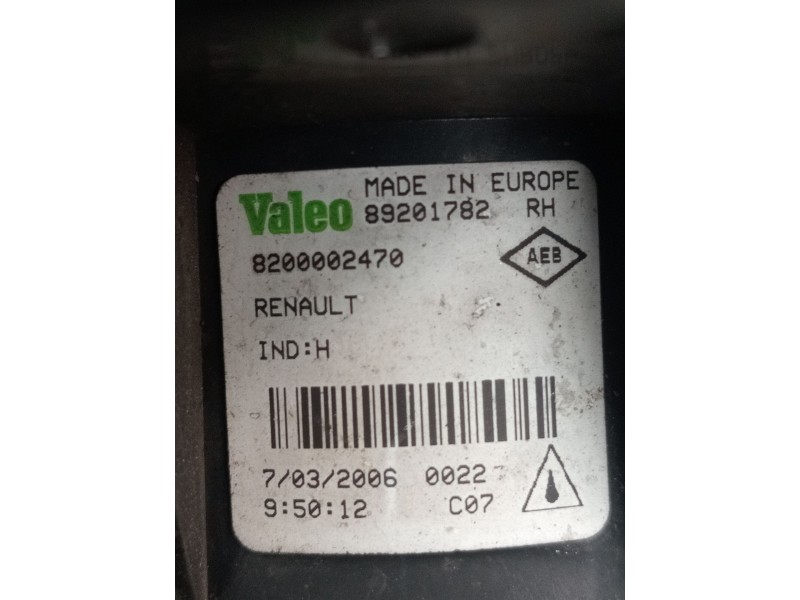 Valeo MADE IN EUROPE
89201782 RH
8200002470 AEB
RENAULT
IND:H
7/03/2006 0022
9:50:12 C07